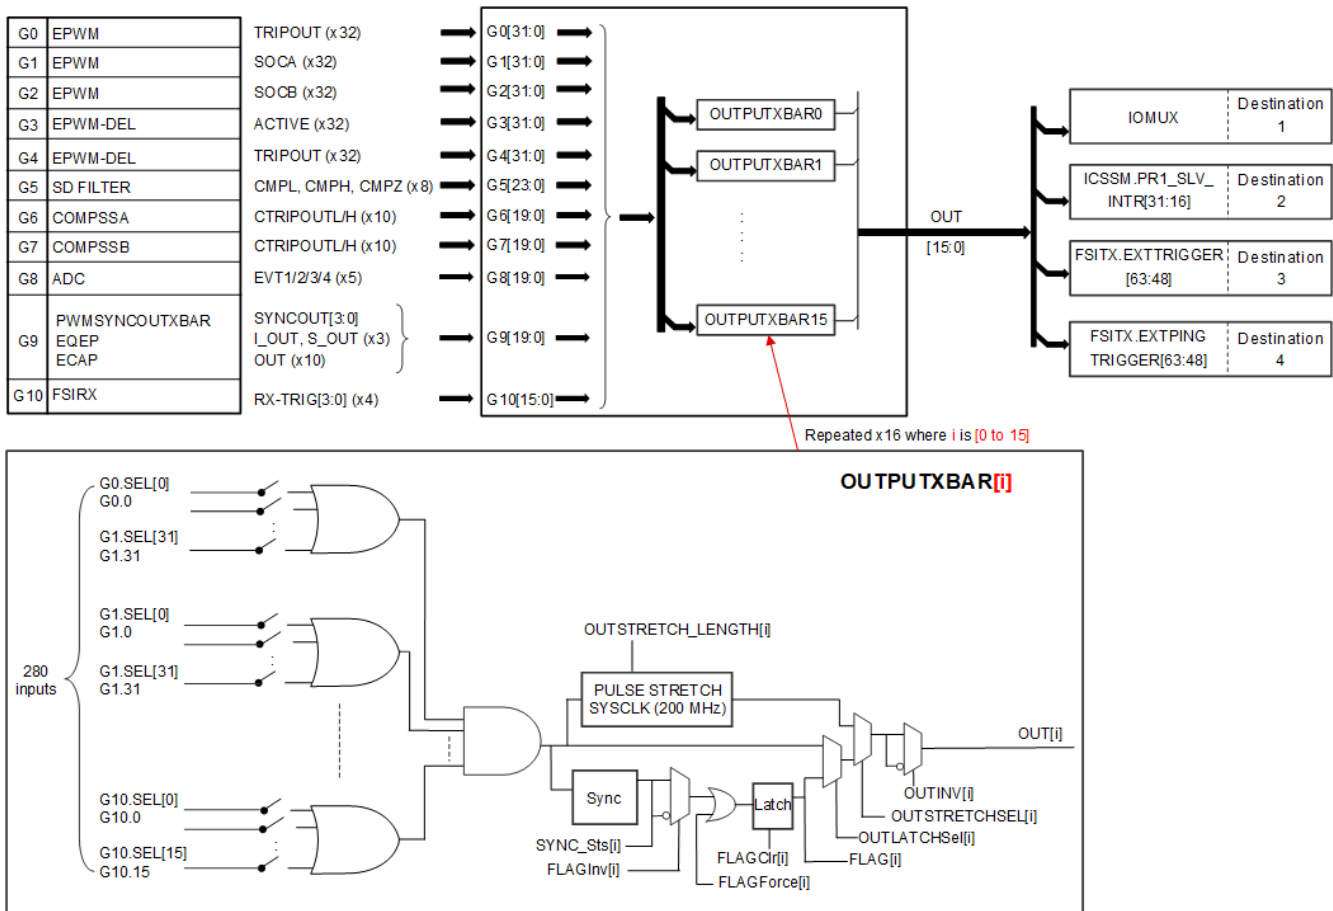 G0 EPWM TRIPOUT (x32) G0[31:0]
G1 EPWM SOCA (x32) G1[31:0]
G2 EPWM SOCB (x32) G2[31:0]
G3 EPWM-DEL ACTIVE (x32) G3[31:0]
G4 EPWM-DEL TRIPOUT (x32) G4[31:0]
G5 SD FILTER CMPL, CMPH, CMPZ (x8) G5[23:0]
G6 COMPSSA CTRIPOUTL/H (x10) G6[19:0]
G7 COMPSSB CTRIPOUTL/H (x10) G7[19:0]
G8 ADC EVT1/2/3/4 (x5) G8[19:0]
G9 PWMSYNCOUTXBAR SYNCOUT[3:0] G9[19:0]
EQEP I_OUT, S_OUT (x3)
ECAP OUT (x10)
G10 FSIRX RX-TRIG[3:0] (x4) G10[15:0]
OUTPUTXBAR0
OUTPUTXBAR1
OUTPUTXBAR15
OUT
[15:0]
IOMUX Destination
1
ICSSM.PR1_SLV_ Destination
INTR[31:16] 2
FSITX.EXTTRIGGER Destination
[63:48] 3
FSITX.EXTPING Destination
TRIGGER[63:48] 4
Repeated x16 where i is [0 to 15]
OUTPUTXBAR[i]
280
inputs
G0.SEL[0]
G0.0
G1.SEL[31]
G1.31
G1.SEL[0]
G1.0
G1.SEL[31]
G1.31
G10.SEL[0]
G10.0
G10.SEL[15]
G10.15
OUTSTRETCH_LENGTH[i]
PULSE STRETCH
SYSCLK (200 MHz)
Sync
Latch
SYNC_Sts[i]
FLAGInv[i]
FLAGClr[i]
FLAGForce[i]
OUT[i]
OUTINV[i]
OUTSTRETCHSEL[i]
OUTLATCHSel[i]
FLAG[i]